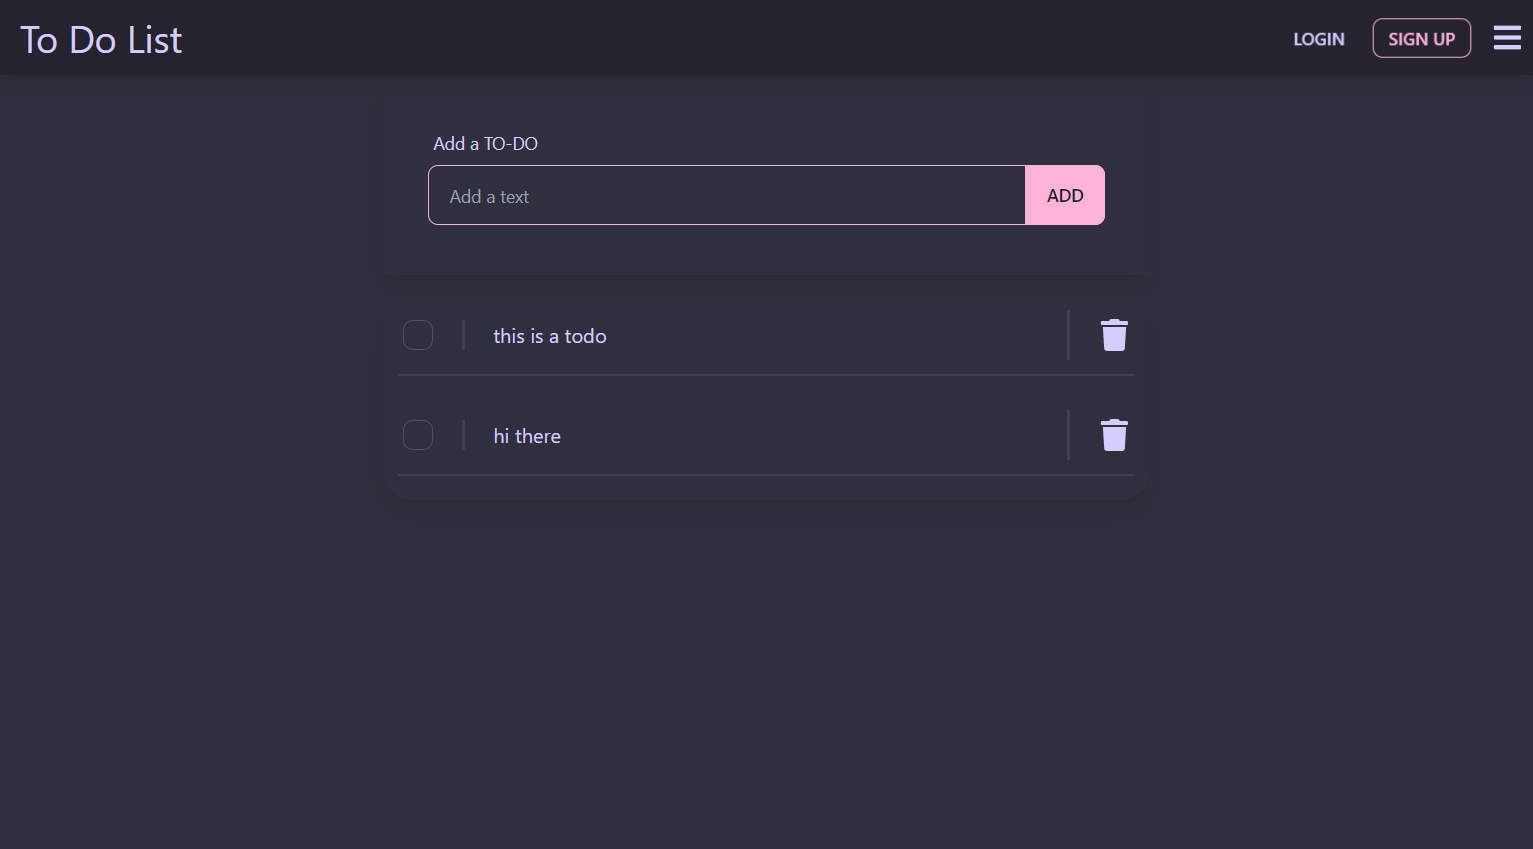 To Do List
LOGIN
SIGN UP
Add a TO-DO
Add a text
ADD
this is a todo
hi there